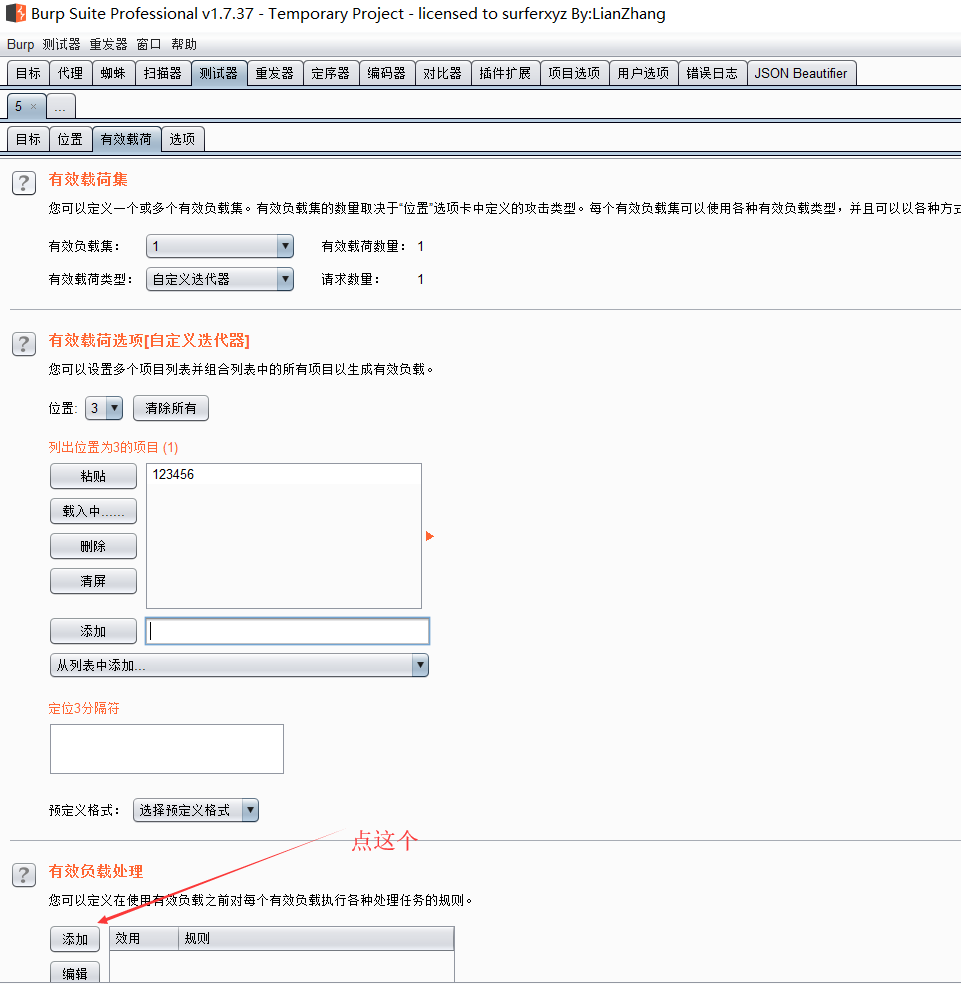 Burp Suite Professional v1.7.37 - Temporary Project - licensed to surferxyz By:LianZhang
Burp 测试器 重发器 窗口 帮助
目标 代理 蜘蛛 扫描器 测试器 重发器 定序器 编码器 对比器 插件扩展 项目选项 用户选项 错误日志 JSON Beautifier
5 × ...
目标 位置 有效载荷 选项
? 有效载荷集
您可以定义一个或多个有效负载集。有效负载集的数量取决于“位置”选项卡中定义的攻击类型。每个有效负载集可以使用各种有效负载类型，并且可以以各种方式
有效负载集： 1 有效载荷数量： 1
有效载荷类型： 自定义迭代器 请求数量： 1
? 有效载荷选项[自定义迭代器]
您可以设置多个项目列表并组合列表中的所有项目以生成有效负载。
位置: 3 清除所有
列出位置为3的项目 (1)
粘贴 123456
载入中......
删除
清屏
添加
从列表中添加...
定位3分隔符
预定义格式： 选择预定义格式
点这个
? 有效负载处理
您可以定义在使用有效负载之前对每个有效负载执行各种处理任务的规则。
添加 效用 规则
编辑